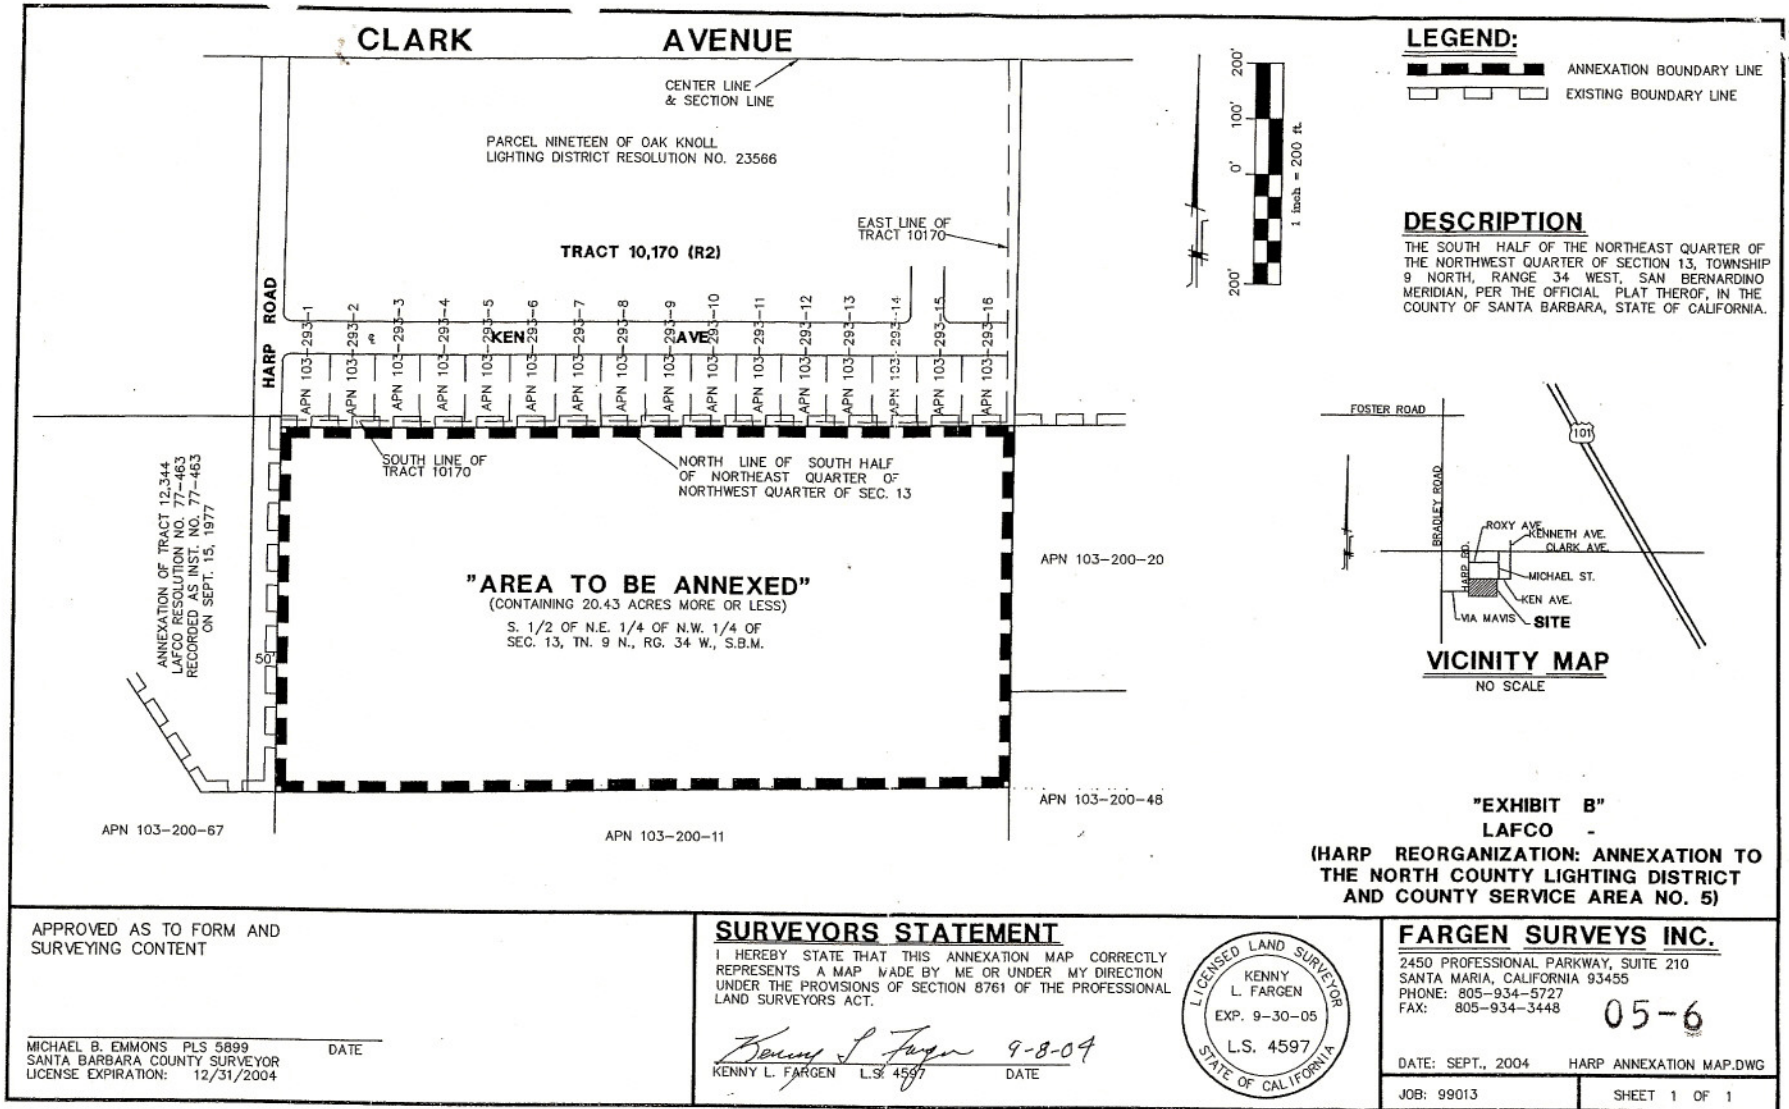 CLARK AVENUE
CENTER LINE
& SECTION LINE
PARCEL NINETEEN OF OAK KNOLL
LIGHTING DISTRICT RESOLUTION NO. 23566
EAST LINE OF
TRACT 10170
TRACT 10,170 (R2)
HARP ROAD
KEN AVE
APN 103-293-1
APN 103-293-2
APN 103-293-3
APN 103-293-4
APN 103-293-5
APN 103-293-6
APN 103-293-7
APN 103-293-8
APN 103-293-9
APN 103-293-10
APN 103-293-11
APN 103-293-12
APN 103-293-13
APN 103-293-14
APN 103-293-15
APN 103-293-16
SOUTH LINE OF
TRACT 10170
NORTH LINE OF SOUTH HALF
OF NORTHEAST QUARTER OF
NORTHWEST QUARTER OF SEC. 13
ANNEXATION OF TRACT 12,344
LAFCO RESOLUTION NO. 77-463
RECORDED AS INST. NO. 77-463
ON SEPT. 15, 1977
50'
"AREA TO BE ANNEXED"
(CONTAINING 20.43 ACRES MORE OR LESS)
S. 1/2 OF N.E. 1/4 OF N.W. 1/4 OF
SEC. 13, TN. 9 N., RG. 34 W., S.B.M.
APN 103-200-20
APN 103-200-48
APN 103-200-67
APN 103-200-11
200'
100'
0'
200'
1 inch = 200 ft.
LEGEND:
ANNEXATION BOUNDARY LINE
EXISTING BOUNDARY LINE
DESCRIPTION
THE SOUTH HALF OF THE NORTHEAST QUARTER OF
THE NORTHWEST QUARTER OF SECTION 13, TOWNSHIP
9 NORTH, RANGE 34 WEST, SAN BERNARDINO
MERIDIAN, PER THE OFFICIAL PLAT THEROF, IN THE
COUNTY OF SANTA BARBARA, STATE OF CALIFORNIA.
FOSTER ROAD
101
BRADLEY ROAD
ROXY AVE.
KENNETH AVE.
CLARK AVE.
HARP RD.
MICHAEL ST.
KEN AVE.
VIA MAVIS
SITE
VICINITY MAP
NO SCALE
"EXHIBIT B"
LAFCO -
(HARP REORGANIZATION: ANNEXATION TO
THE NORTH COUNTY LIGHTING DISTRICT
AND COUNTY SERVICE AREA NO. 5)
APPROVED AS TO FORM AND
SURVEYING CONTENT
MICHAEL B. EMMONS PLS 5899 DATE
SANTA BARBARA COUNTY SURVEYOR
LICENSE EXPIRATION: 12/31/2004
SURVEYORS STATEMENT
I HEREBY STATE THAT THIS ANNEXATION MAP CORRECTLY
REPRESENTS A MAP MADE BY ME OR UNDER MY DIRECTION
UNDER THE PROVISIONS OF SECTION 8761 OF THE PROFESSIONAL
LAND SURVEYORS ACT.
Kenny L Fargen 9-8-04
KENNY L. FARGEN L.S. 4597 DATE
LICENSED LAND SURVEYOR
KENNY
L. FARGEN
EXP. 9-30-05
L.S. 4597
STATE OF CALIFORNIA
FARGEN SURVEYS INC.
2450 PROFESSIONAL PARKWAY, SUITE 210
SANTA MARIA, CALIFORNIA 93455
PHONE: 805-934-5727
FAX: 805-934-3448
05-6
DATE: SEPT., 2004 HARP ANNEXATION MAP.DWG
JOB: 99013 SHEET 1 OF 1